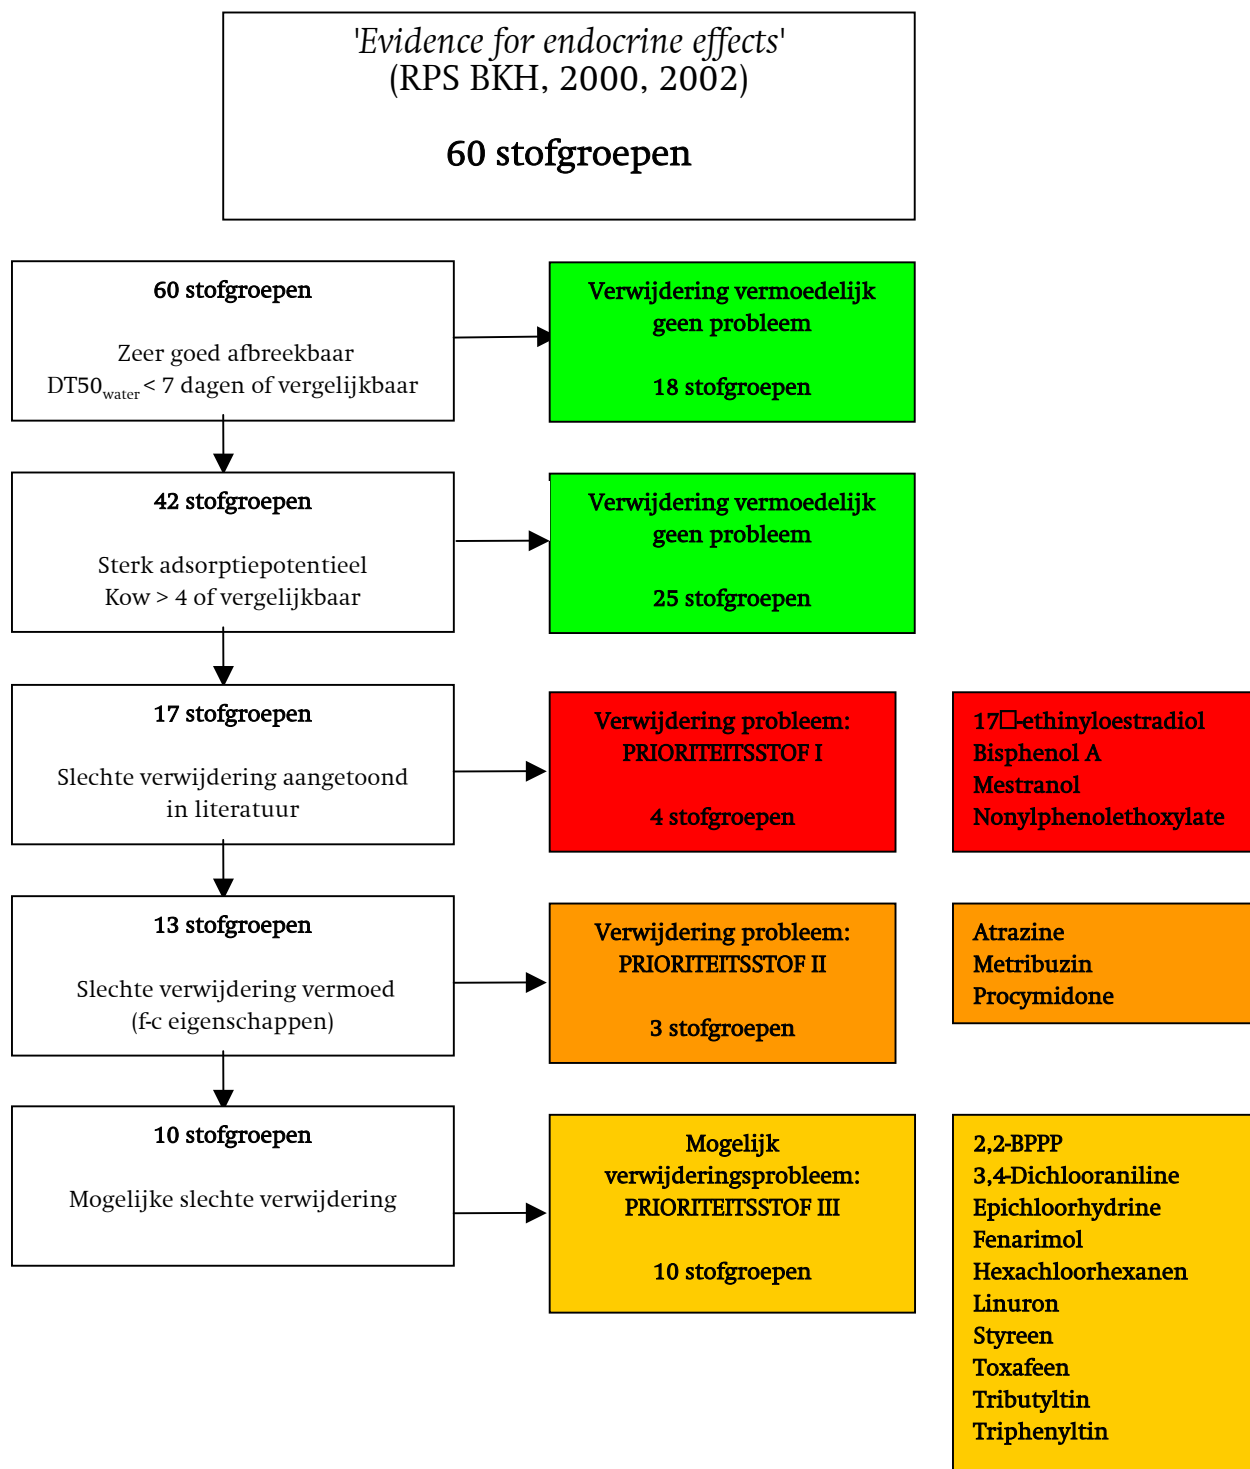 'Evidence for endocrine effects'
(RPS BKH, 2000, 2002)
60 stofgroepen
60 stofgroepen
Zeer goed afbreekbaar
DT50water < 7 dagen of vergelijkbaar
Verwijdering vermoedelijk
geen probleem
18 stofgroepen
42 stofgroepen
Sterk adsorptiepotentieel
Kow > 4 of vergelijkbaar
Verwijdering vermoedelijk
geen probleem
25 stofgroepen
17 stofgroepen
Slechte verwijdering aangetoond
in literatuur
Verwijdering probleem:
PRIORITEITSSTOF I
4 stofgroepen
17□-ethinyloestradiol
Bisphenol A
Mestranol
Nonylphenolethoxylate
13 stofgroepen
Slechte verwijdering vermoed
(f-c eigenschappen)
Verwijdering probleem:
PRIORITEITSSTOF II
3 stofgroepen
Atrazine
Metribuzin
Procymidone
10 stofgroepen
Mogelijke slechte verwijdering
Mogelijk
verwijderingsprobleem:
PRIORITEITSSTOF III
10 stofgroepen
2,2-BPPP
3,4-Dichlooraniline
Epichloorhydrine
Fenarimol
Hexachloorhexanen
Linuron
Styreen
Toxafeen
Tributyltin
Triphenyltin